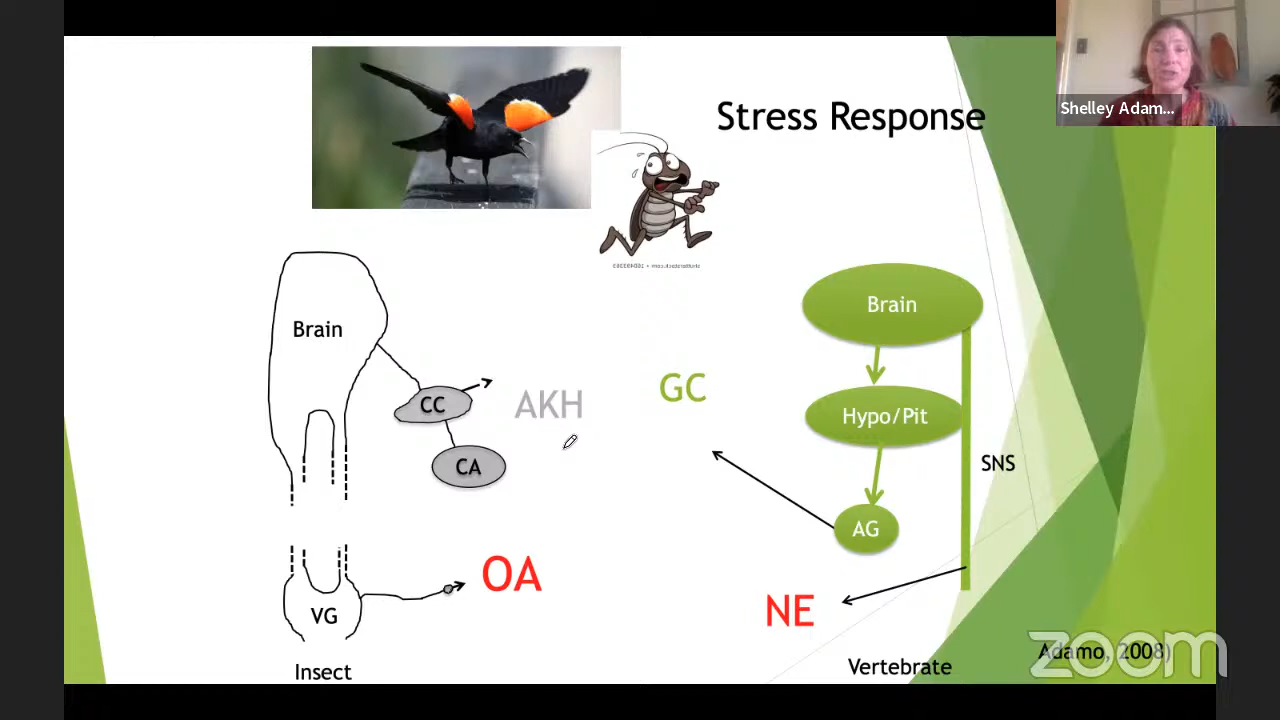 Stress Response
Shelley Adam...
Brain
CC
AKH
CA
OA
VG
Insect
GC
Brain
Hypo/Pit
SNS
AG
NE
Vertebrate
Adamo, 2008)
zoom